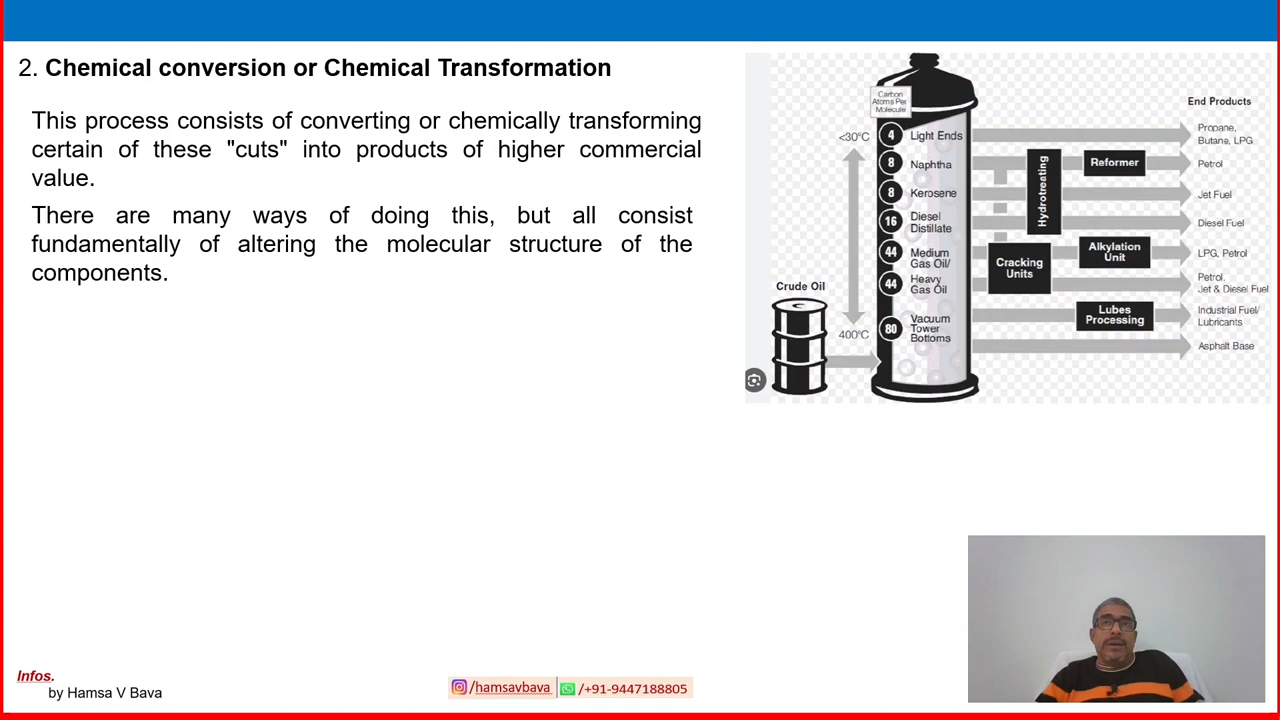 2. Chemical conversion or Chemical Transformation
This process consists of converting or chemically transforming
certain of these "cuts" into products of higher commercial
value.
There are many ways of doing this, but all consist
fundamentally of altering the molecular structure of the
components.
Carbon
Atoms Per
Molecule
End Products
<30°C
4 Light Ends
Propane,
Butane, LPG
8 Naphtha
Hydrotreating
Reformer
Petrol
8 Kerosene
Jet Fuel
16 Diesel
Distillate
Diesel Fuel
44 Medium
Gas Oil/
Cracking
Units
Alkylation
Unit
LPG, Petrol
44 Heavy
Gas Oil
Petrol,
Jet & Diesel Fuel
Crude Oil
400°C
80 Vacuum
Tower
Bottoms
Lubes
Processing
Industrial Fuel/
Lubricants
Asphalt Base
Infos.
by Hamsa V Bava
/hamsavbava
/+91-9447188805